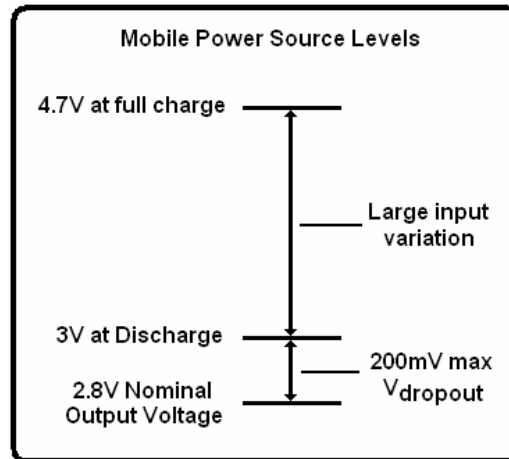 Mobile Power Source Levels
4.7V at full charge
Large input
variation
3V at Discharge
200mV max
Vdropout
2.8V Nominal
Output Voltage